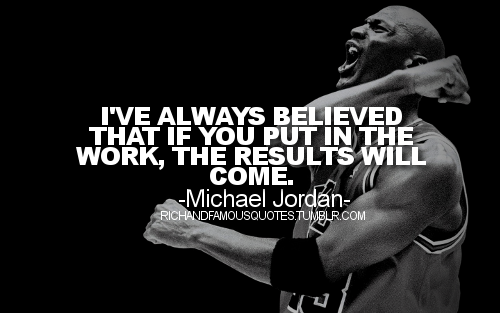 I'VE ALWAYS BELIEVED
THAT IF YOU PUT IN THE
WORK, THE RESULTS WILL
COME.
-Michael Jordan-
RICHANDFAMOUSQUOTES.TUMBLR.COM